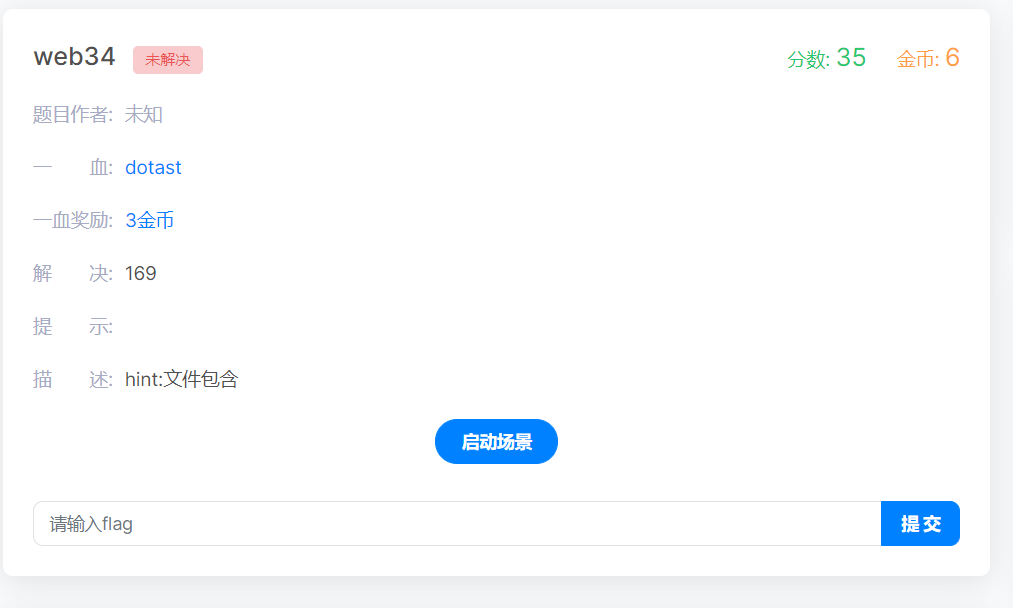 web34 未解决 分数: 35 金币: 6
题目作者: 未知
一 血: dotast
一血奖励: 3金币
解 决: 169
提 示:
描 述: hint:文件包含
启动场景
请输入flag 提 交